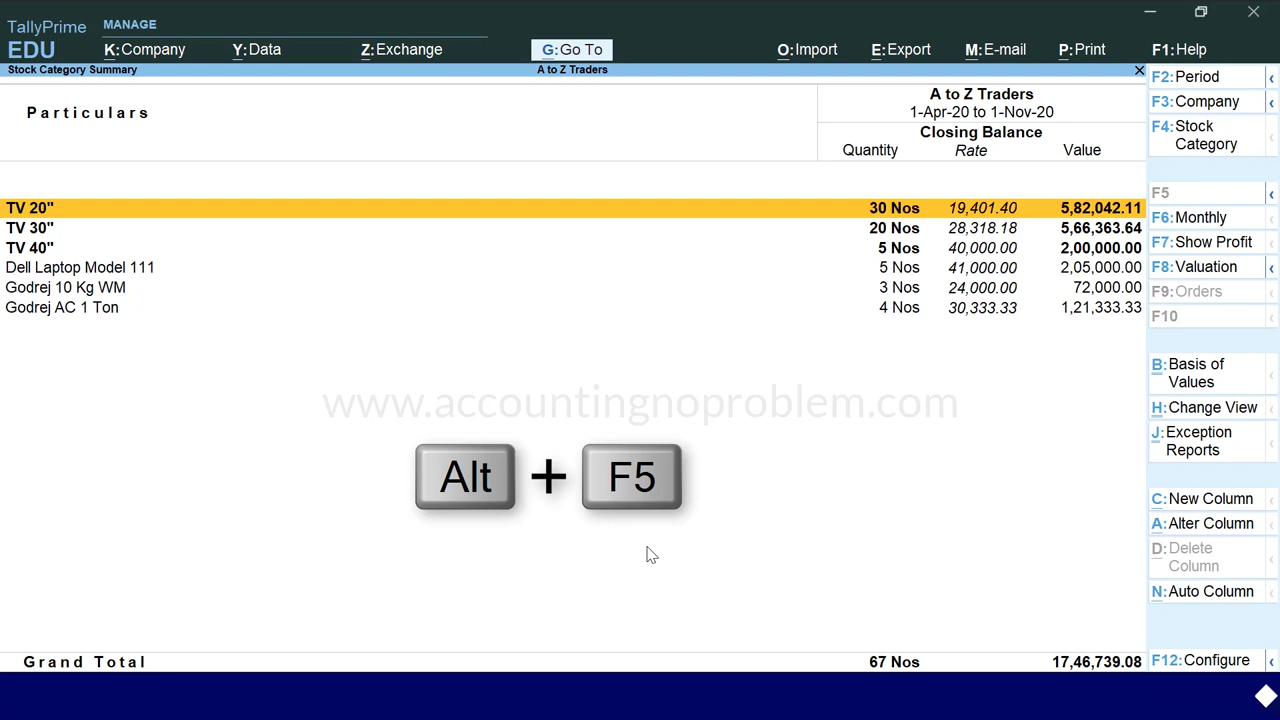 TallyPrime
MANAGE
EDU
K:Company
Y:Data
Z:Exchange
G:Go To
O:Import
E:Export
M:E-mail
P:Print
F1:Help
Stock Category Summary
A to Z Traders
Particulars
A to Z Traders
1-Apr-20 to 1-Nov-20
Closing Balance
Quantity Rate Value
TV 20" 30 Nos 19,401.40 5,82,042.11
TV 30" 20 Nos 28,318.18 5,66,363.64
TV 40" 5 Nos 40,000.00 2,00,000.00
Dell Laptop Model 111 5 Nos 41,000.00 2,05,000.00
Godrej 10 Kg WM 3 Nos 24,000.00 72,000.00
Godrej AC 1 Ton 4 Nos 30,333.33 1,21,333.33
www.accountingnoproblem.com
Alt + F5
Grand Total 67 Nos 17,46,739.08
F2:Period
F3:Company
F4:Stock
Category
F5
F6:Monthly
F7:Show Profit
F8:Valuation
F9:Orders
F10
B:Basis of
Values
H:Change View
J:Exception
Reports
C:New Column
A:Alter Column
D:Delete
Column
N:Auto Column
F12:Configure